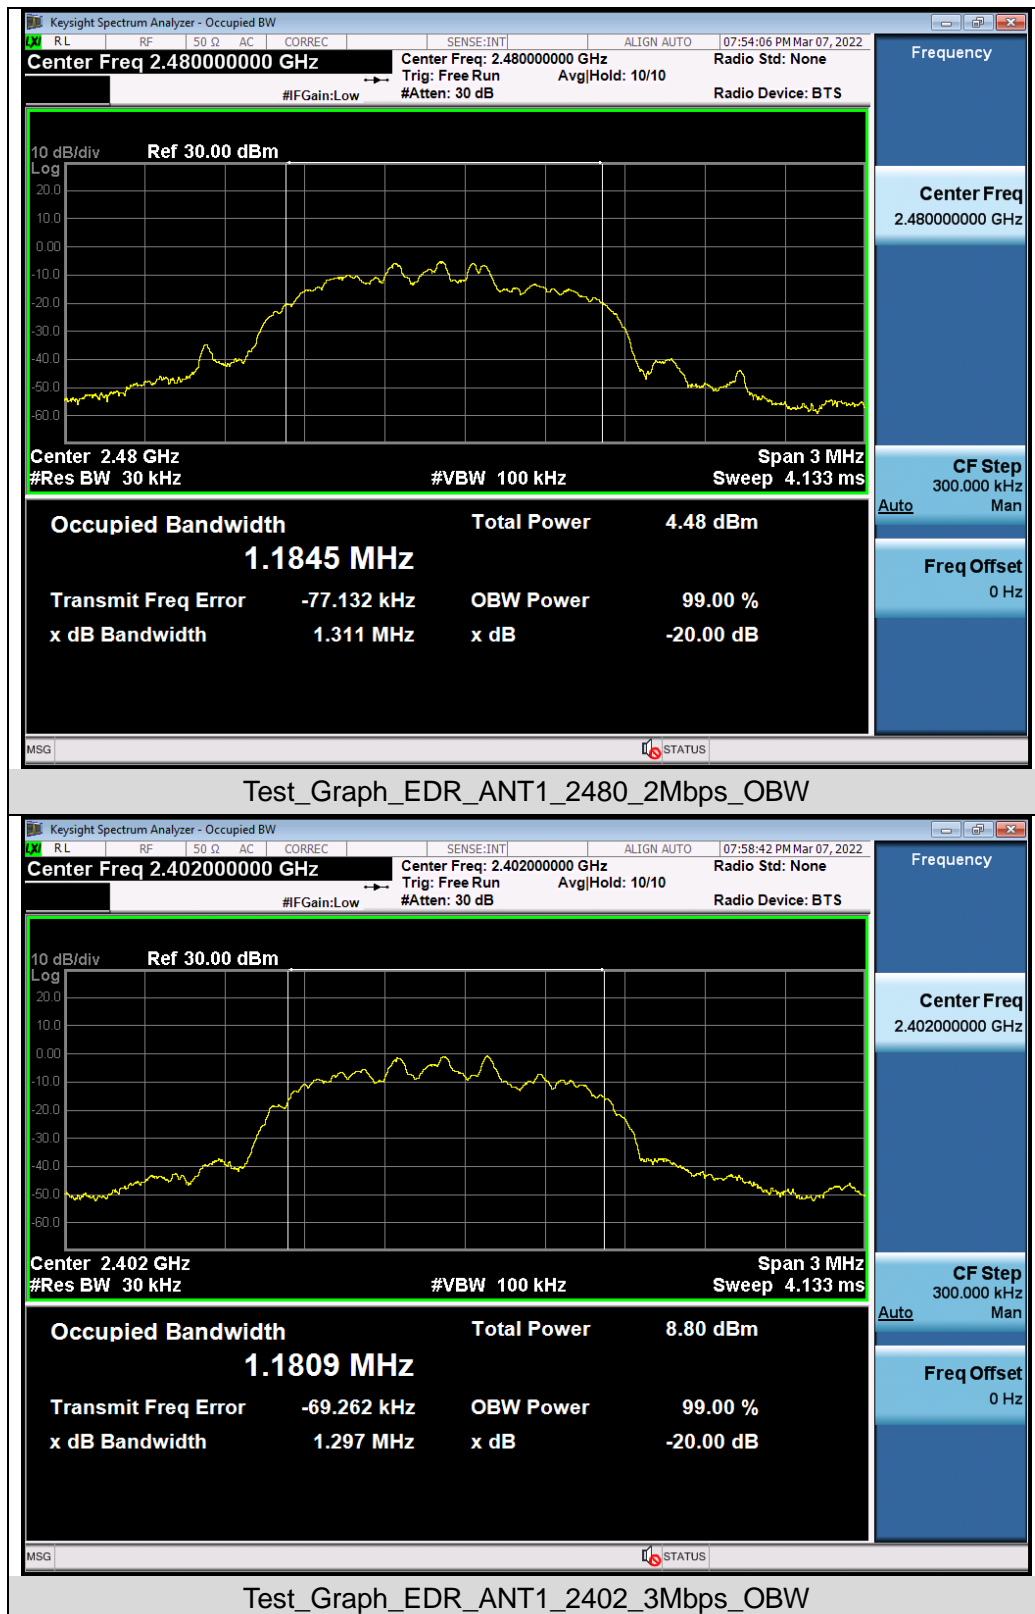 Keysight Spectrum Analyzer - Occupied BW
LXI RL RF 50 Ω AC CORREC SENSE:INT ALIGN AUTO 07:54:06 PM Mar 07, 2022
Center Freq 2.480000000 GHz
Center Freq: 2.480000000 GHz
Radio Std: None
Trig: Free Run Avg|Hold: 10/10
#IFGain:Low
#Atten: 30 dB
Radio Device: BTS
10 dB/div Ref 30.00 dBm
Log
20.0
10.0
0.00
-10.0
-20.0
-30.0
-40.0
-50.0
-60.0
Center 2.48 GHz Span 3 MHz
#Res BW 30 kHz #VBW 100 kHz Sweep 4.133 ms
Occupied Bandwidth Total Power 4.48 dBm
1.1845 MHz
Transmit Freq Error -77.132 kHz OBW Power 99.00 %
x dB Bandwidth 1.311 MHz x dB -20.00 dB
MSG STATUS
Frequency
Center Freq
2.480000000 GHz
CF Step
300.000 kHz
Auto Man
Freq Offset
0 Hz
Test_Graph_EDR_ANT1_2480_2Mbps_OBW
Keysight Spectrum Analyzer - Occupied BW
LXI RL RF 50 Ω AC CORREC SENSE:INT ALIGN AUTO 07:58:42 PM Mar 07, 2022
Center Freq 2.402000000 GHz
Center Freq: 2.402000000 GHz
Radio Std: None
Trig: Free Run Avg|Hold: 10/10
#IFGain:Low
#Atten: 30 dB
Radio Device: BTS
10 dB/div Ref 30.00 dBm
Log
20.0
10.0
0.00
-10.0
-20.0
-30.0
-40.0
-50.0
-60.0
Center 2.402 GHz Span 3 MHz
#Res BW 30 kHz #VBW 100 kHz Sweep 4.133 ms
Occupied Bandwidth Total Power 8.80 dBm
1.1809 MHz
Transmit Freq Error -69.262 kHz OBW Power 99.00 %
x dB Bandwidth 1.297 MHz x dB -20.00 dB
MSG STATUS
Frequency
Center Freq
2.402000000 GHz
CF Step
300.000 kHz
Auto Man
Freq Offset
0 Hz
Test_Graph_EDR_ANT1_2402_3Mbps_OBW